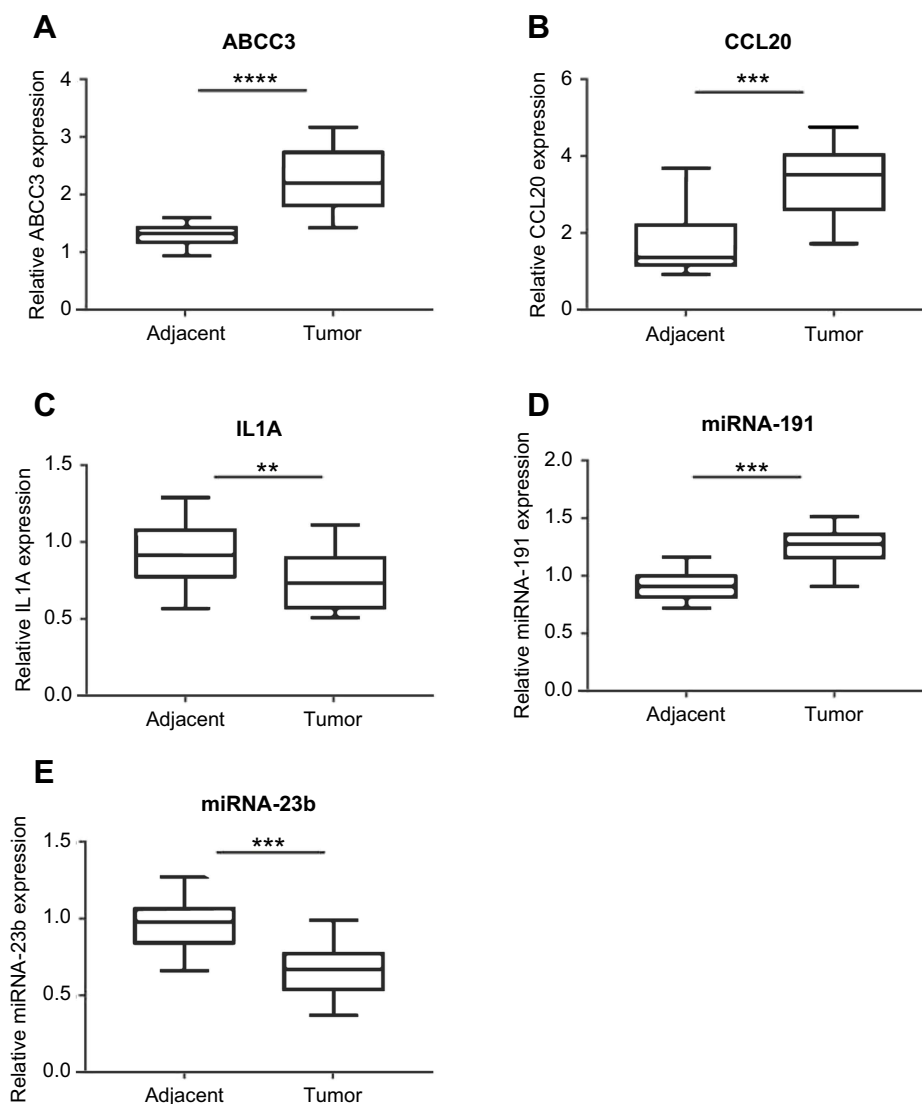 A
ABCC3
Relative ABCC3 expression
4
3
2
1
0
****
Adjacent
Tumor
B
CCL20
Relative CCL20 expression
6
4
2
0
***
Adjacent
Tumor
C
IL1A
Relative IL1A expression
1.5
1.0
0.5
0.0
**
Adjacent
Tumor
D
miRNA-191
Relative miRNA-191 expression
2.0
1.5
1.0
0.5
0.0
***
Adjacent
Tumor
E
miRNA-23b
Relative miRNA-23b expression
1.5
1.0
0.5
0.0
***
Adjacent
Tumor